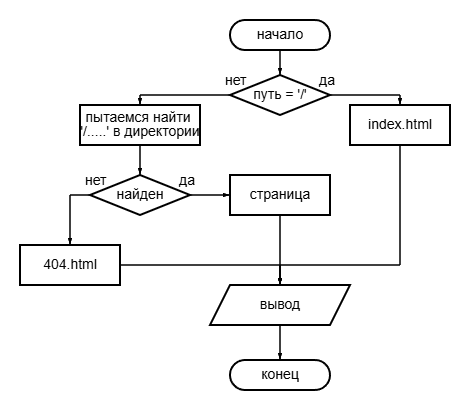 начало
нет
да
путь = '/'
пытаемся найти
'/.....' в директории
index.html
нет
да
найден
страница
404.html
вывод
конец